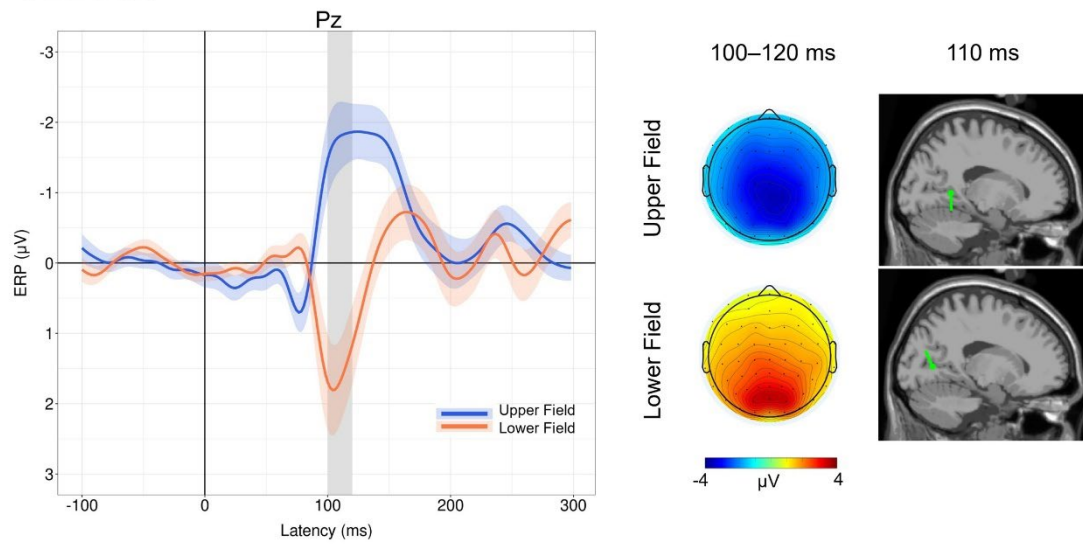 Pz
-3
-2
-1
0
1
2
3
ERP (µV)
-100
0
100
200
300
Latency (ms)
Upper Field
Lower Field
100–120 ms
110 ms
Upper Field
Lower Field
-4
4
µV